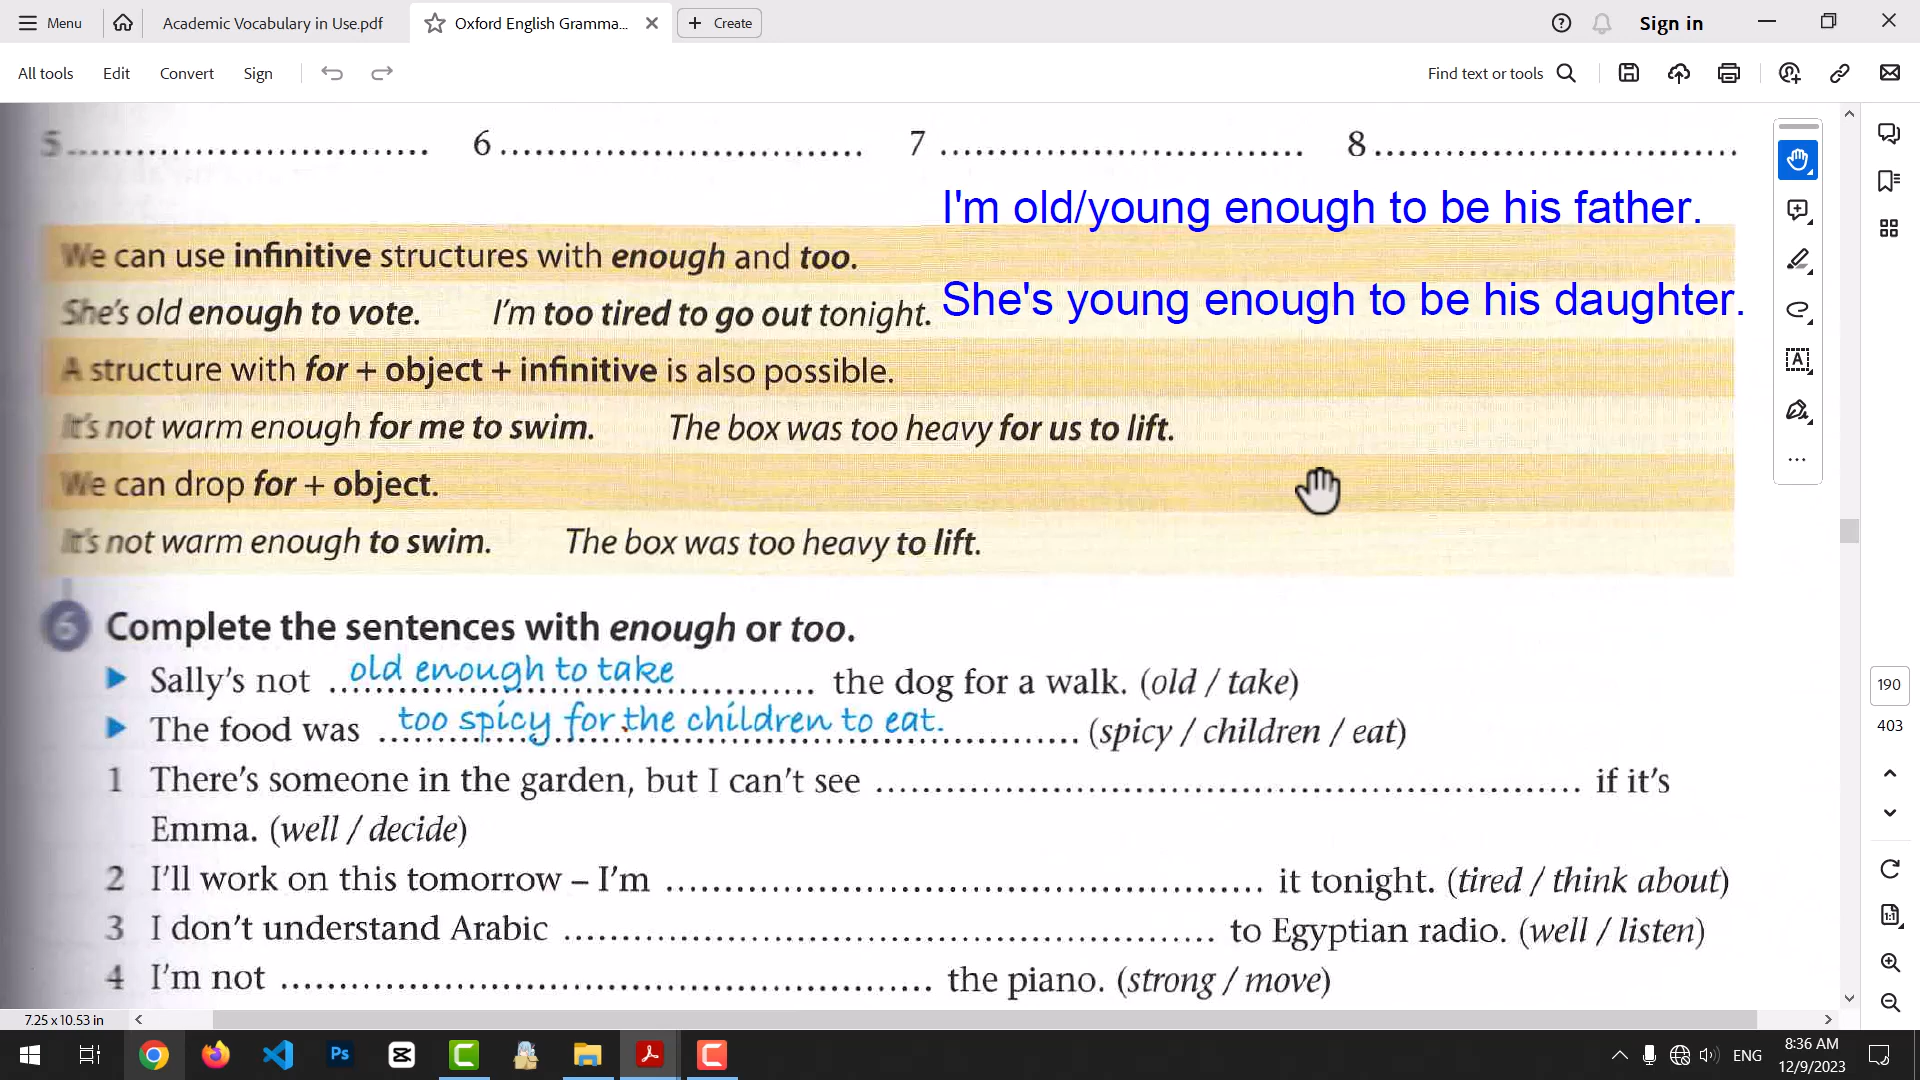 Menu
Academic Vocabulary in Use.pdf
Oxford English Gramma...
Create
Sign in
All tools
Edit
Convert
Sign
Find text or tools
5 ........................ 6 ........................ 7 ........................ 8 ........................
I'm old/young enough to be his father.
We can use infinitive structures with enough and too.
She's old enough to vote. I'm too tired to go out tonight.
She's young enough to be his daughter.
A structure with for + object + infinitive is also possible.
It's not warm enough for me to swim. The box was too heavy for us to lift.
We can drop for + object.
It's not warm enough to swim. The box was too heavy to lift.
6 Complete the sentences with enough or too.
Sally's not old enough to take the dog for a walk. (old / take)
The food was too spicy for the children to eat. (spicy / children / eat)
1 There's someone in the garden, but I can't see ........................ if it's
Emma. (well / decide)
2 I'll work on this tomorrow – I'm ........................ it tonight. (tired / think about)
3 I don't understand Arabic ........................ to Egyptian radio. (well / listen)
4 I'm not ........................ the piano. (strong / move)
190
403
7.25 x 10.53 in
Ps
ENG
8:36 AM
12/9/2023